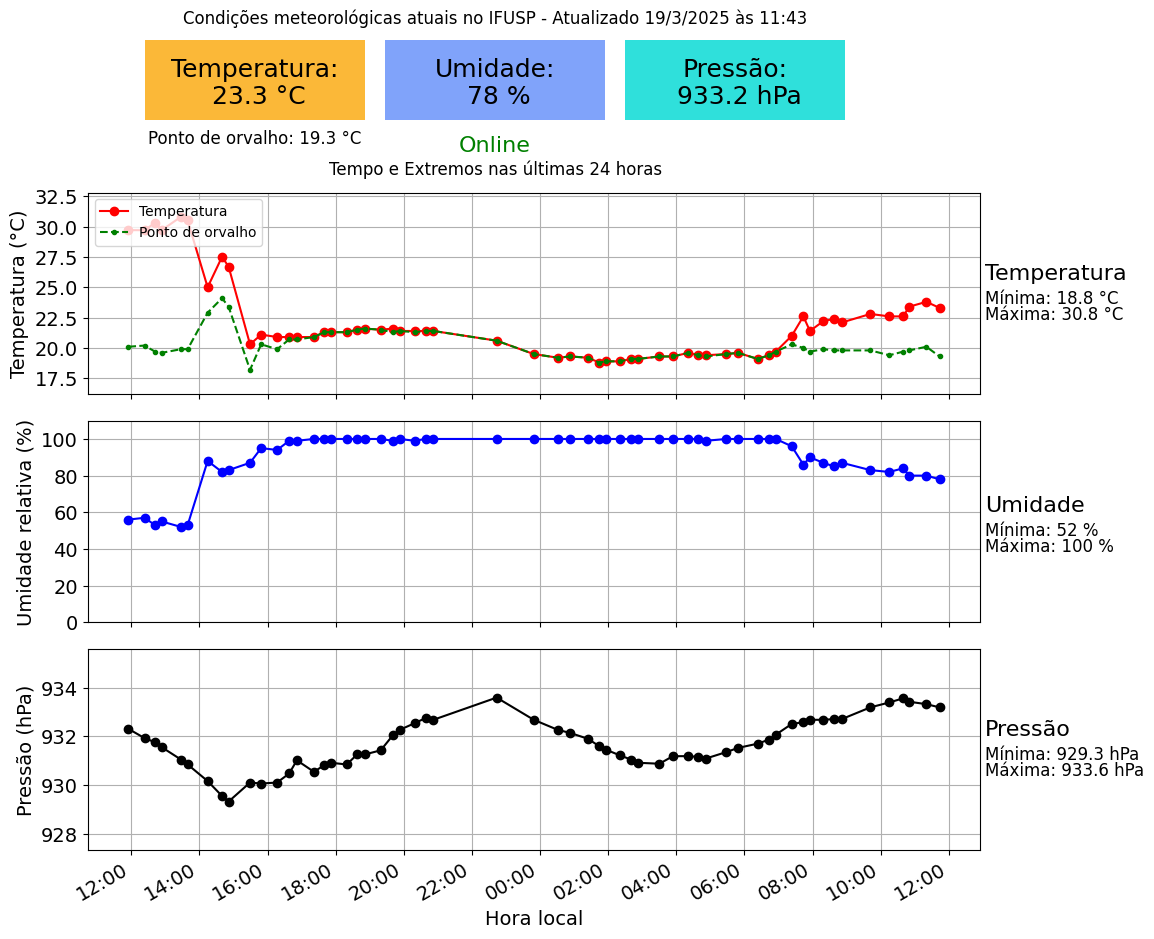 Condições meteorológicas atuais no IFUSP - Atualizado 19/3/2025 às 11:43
Temperatura:
23.3 °C
Umidade:
78 %
Pressão:
933.2 hPa
Ponto de orvalho: 19.3 °C
Online
Tempo e Extremos nas últimas 24 horas
Temperatura (°C)
32.5
30.0
27.5
25.0
22.5
20.0
17.5
Temperatura
Ponto de orvalho
Temperatura
Mínima: 18.8 °C
Máxima: 30.8 °C
Umidade relativa (%)
100
80
60
40
20
0
Umidade
Mínima: 52 %
Máxima: 100 %
Pressão (hPa)
934
932
930
928
Pressão
Mínima: 929.3 hPa
Máxima: 933.6 hPa
12:00
14:00
16:00
18:00
20:00
22:00
00:00
02:00
04:00
06:00
08:00
10:00
12:00
Hora local